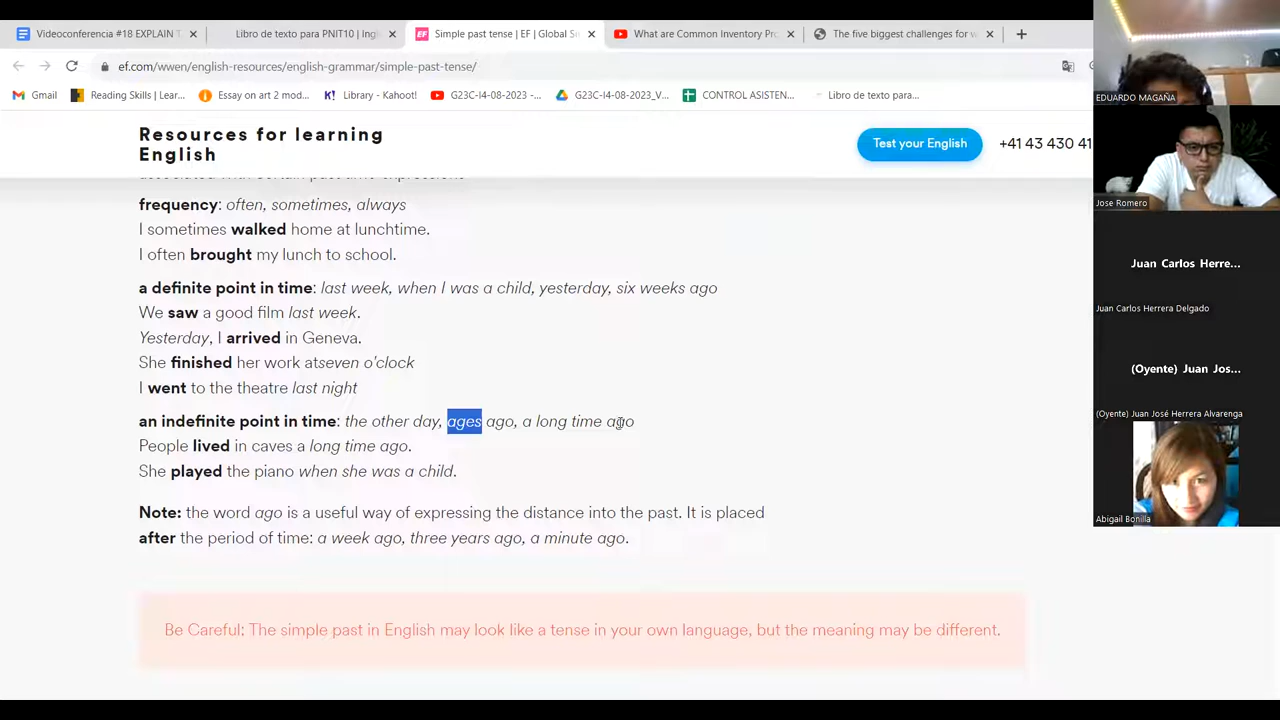 Videoconferencia #18 EXPLAIN T
Libro de texto para PNIT10 | Ingl
Simple past tense | EF | Global Si
What are Common Inventory Pro
The five biggest challenges for w
ef.com/wwen/english-resources/english-grammar/simple-past-tense/
Gmail
Reading Skills | Lear...
Essay on art 2 mod...
Library - Kahoot!
G23C-I4-08-2023 -...
G23C-I4-08-2023_V...
CONTROL ASISTEN...
Libro de texto para...
Resources for learning
English
Test your English
+41 43 430 41
frequency: often, sometimes, always
I sometimes walked home at lunchtime.
I often brought my lunch to school.
a definite point in time: last week, when I was a child, yesterday, six weeks ago
We saw a good film last week.
Yesterday, I arrived in Geneva.
She finished her work atseven o'clock
I went to the theatre last night
an indefinite point in time: the other day, ages ago, a long time ago
People lived in caves a long time ago.
She played the piano when she was a child.
Note: the word ago is a useful way of expressing the distance into the past. It is placed
after the period of time: a week ago, three years ago, a minute ago.
Be Careful: The simple past in English may look like a tense in your own language, but the meaning may be different.
EDUARDO MAGAÑA
Jose Romero
Juan Carlos Herre...
Juan Carlos Herrera Delgado
(Oyente) Juan Jos...
(Oyente) Juan José Herrera Alvarenga
Abigail Bonilla